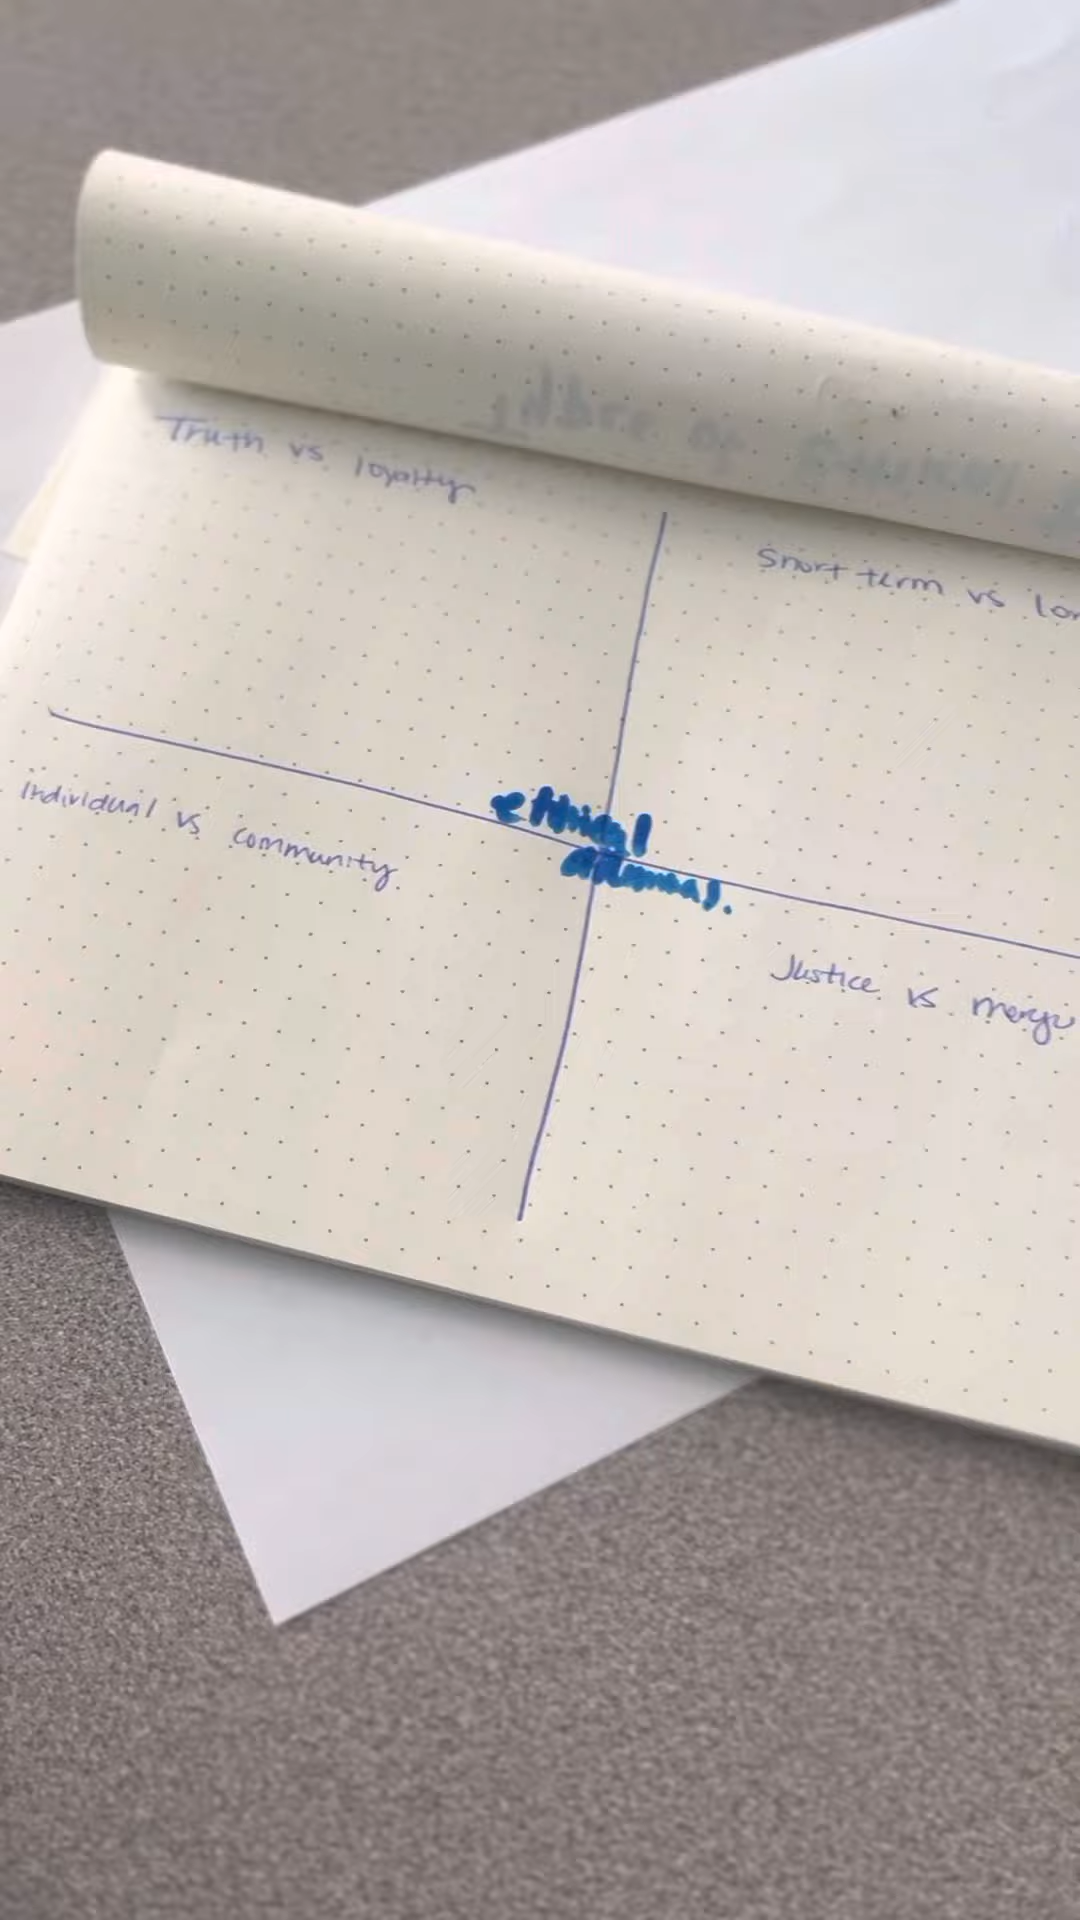 Truth vs loyalty
Short term vs lon
ethical
dilemmas.
Individual vs community
Justice vs mercy